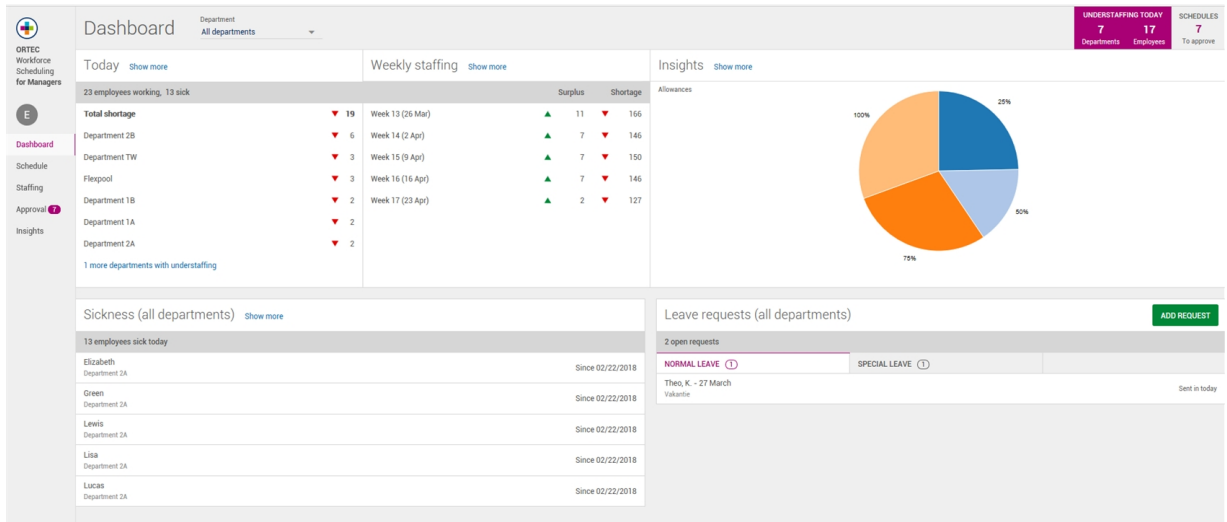 ORTEC
Workforce
Scheduling
for Managers
E
Dashboard
Schedule
Staffing
Approval 7
Insights
Dashboard
Department
All departments
UNDERSTAFFING TODAY
7 17
Departments Employees
SCHEDULES
7
To approve
Today Show more
23 employees working, 13 sick
Total shortage 19
Department 2B 6
Department TW 3
Flexpool 3
Department 1B 2
Department 1A 2
Department 2A 2
1 more departments with understaffing
Weekly staffing Show more
Surplus Shortage
Week 13 (26 Mar) 11 166
Week 14 (2 Apr) 7 146
Week 15 (9 Apr) 7 150
Week 16 (16 Apr) 7 146
Week 17 (23 Apr) 2 127
Insights Show more
Allowances
100% 25%
50%
75%
Sickness (all departments) Show more
13 employees sick today
Elizabeth
Department 2A
Since 02/22/2018
Green
Department 2A
Since 02/22/2018
Lewis
Department 2A
Since 02/22/2018
Lisa
Department 2A
Since 02/22/2018
Lucas
Department 2A
Since 02/22/2018
Leave requests (all departments)
ADD REQUEST
2 open requests
NORMAL LEAVE 1 SPECIAL LEAVE 1
Theo, K. - 27 March
Vakantie
Sent in today